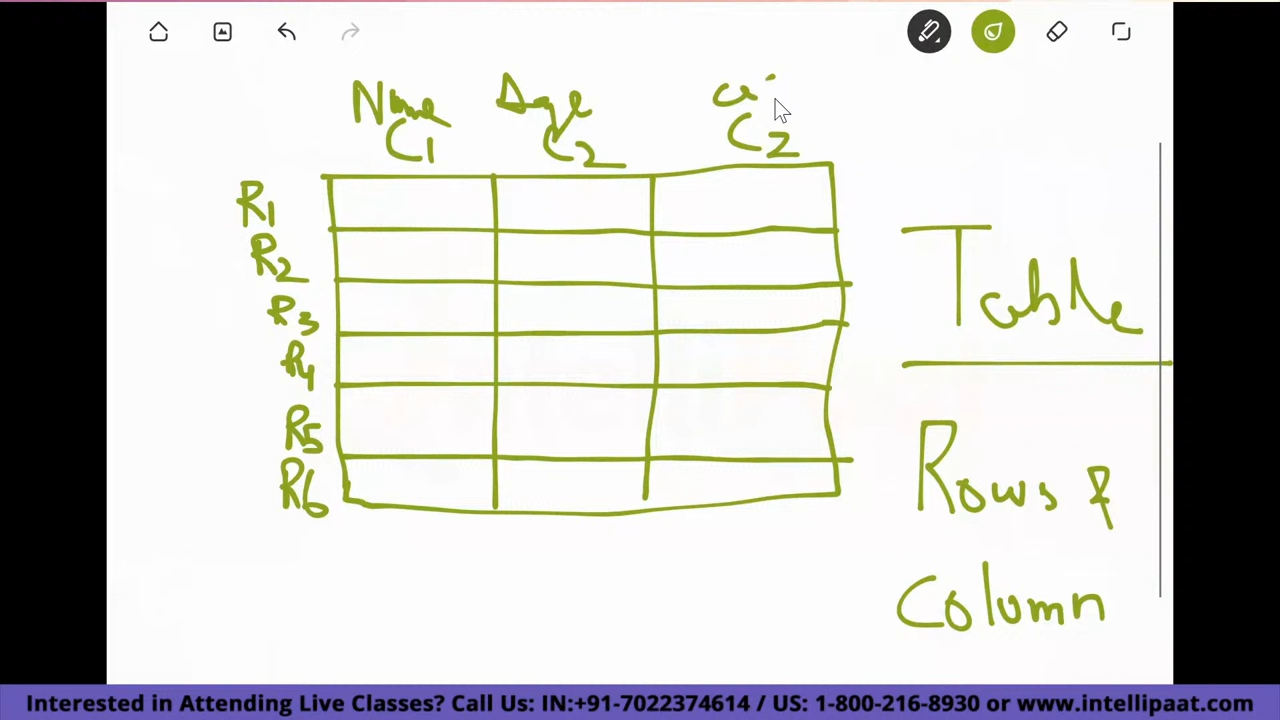 Name Age
C1 C2 C2
R1
R2
R3
R4
R5
R6
Table
Rows &
Column
Interested in Attending Live Classes? Call Us: IN:+91-7022374614 / US: 1-800-216-8930 or www.intellipaat.com